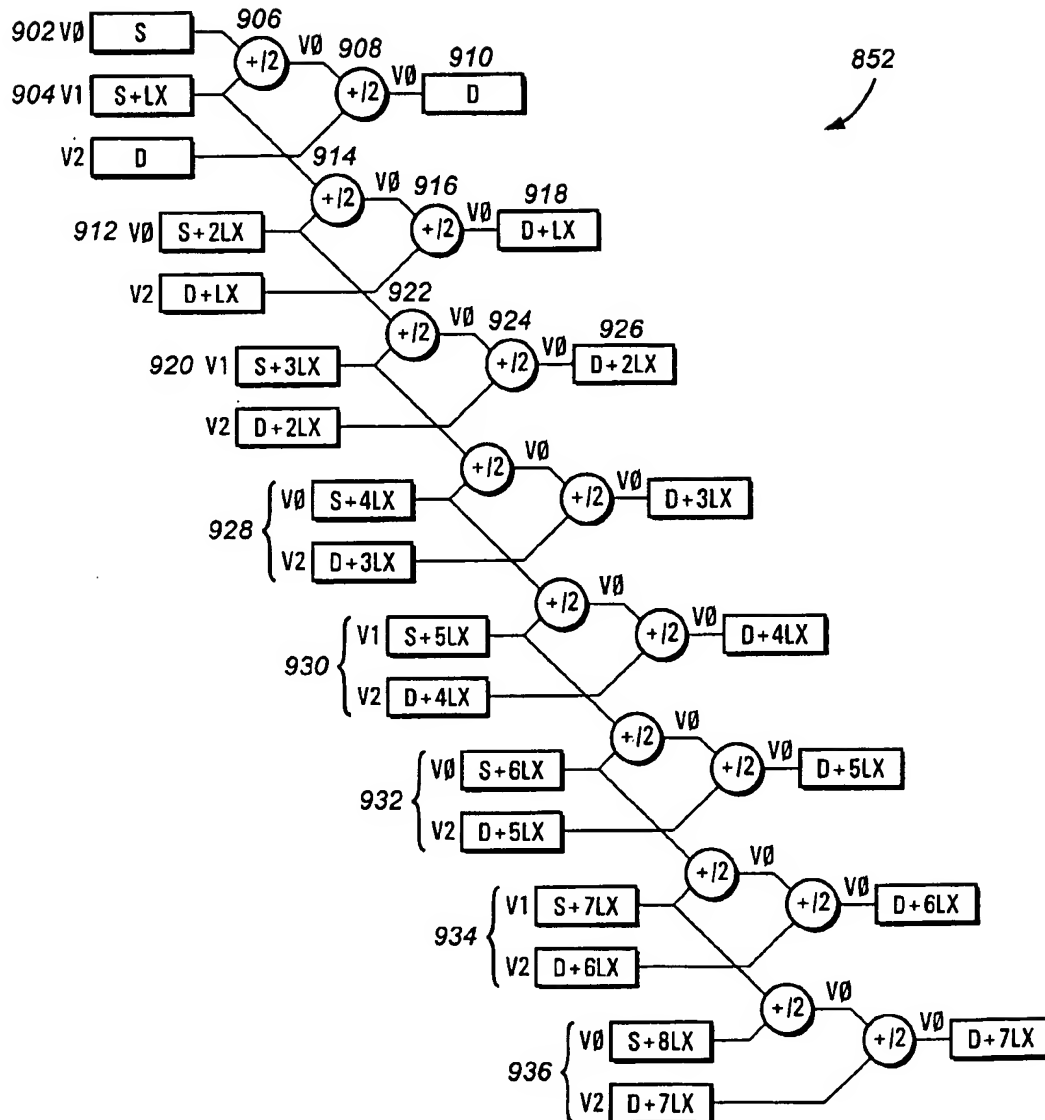 906
902 VØ S
908
+/2 VØ 910
852
904 V1 S+LX
+/2 VØ D
V2 D
914
+/2 VØ 916
918
912 VØ S+2LX
+/2 VØ D+LX
V2 D+LX
922
+/2 VØ 924
926
920 V1 S+3LX
+/2 VØ D+2LX
V2 D+2LX
+/2 VØ
928 VØ S+4LX
+/2 VØ D+3LX
V2 D+3LX
+/2 VØ
930 V1 S+5LX
+/2 VØ D+4LX
V2 D+4LX
+/2 VØ
932 VØ S+6LX
+/2 VØ D+5LX
V2 D+5LX
+/2 VØ
934 V1 S+7LX
+/2 VØ D+6LX
V2 D+6LX
+/2 VØ
936 VØ S+8LX
+/2 VØ D+7LX
V2 D+7LX